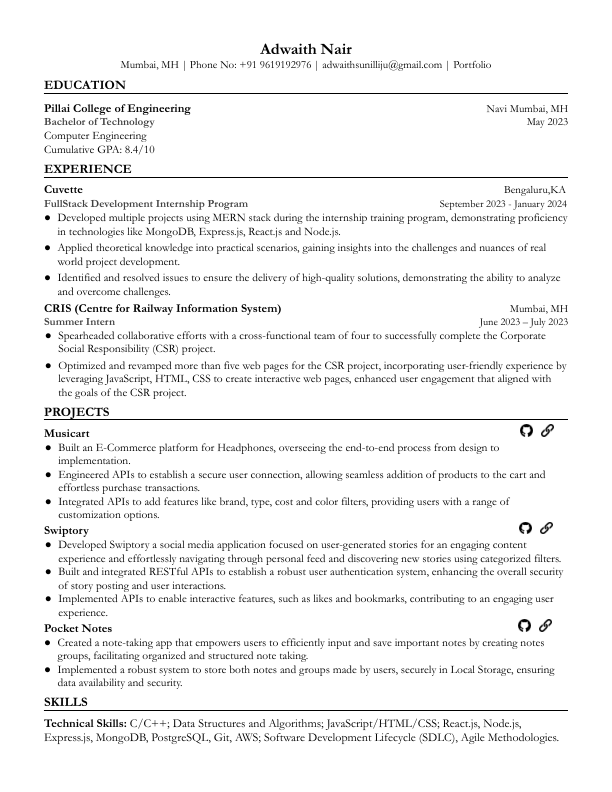 Adwaith Nair
Mumbai, MH | Phone No: +91 9619192976 | adwaithsunilliju@gmail.com | Portfolio
EDUCATION
Pillai College of Engineering Navi Mumbai, MH
Bachelor of Technology May 2023
Computer Engineering
Cumulative GPA: 8.4/10
EXPERIENCE
Cuvette Bengaluru,KA
FullStack Development Internship Program September 2023 - January 2024
● Developed multiple projects using MERN stack during the internship training program, demonstrating proficiency
in technologies like MongoDB, Express.js, React.js and Node.js.
● Applied theoretical knowledge into practical scenarios, gaining insights into the challenges and nuances of real
world project development.
● Identified and resolved issues to ensure the delivery of high-quality solutions, demonstrating the ability to analyze
and overcome challenges.
CRIS (Centre for Railway Information System) Mumbai, MH
Summer Intern June 2023 – July 2023
● Spearheaded collaborative efforts with a cross-functional team of four to successfully complete the Corporate
Social Responsibility (CSR) project.
● Optimized and revamped more than five web pages for the CSR project, incorporating user-friendly experience by
leveraging JavaScript, HTML, CSS to create interactive web pages, enhanced user engagement that aligned with
the goals of the CSR project.
PROJECTS
Musicart
● Built an E-Commerce platform for Headphones, overseeing the end-to-end process from design to
implementation.
● Engineered APIs to establish a secure user connection, allowing seamless addition of products to the cart and
effortless purchase transactions.
● Integrated APIs to add features like brand, type, cost and color filters, providing users with a range of
customization options.
Swiptory
● Developed Swiptory a social media application focused on user-generated stories for an engaging content
experience and effortlessly navigating through personal feed and discovering new stories using categorized filters.
● Built and integrated RESTful APIs to establish a robust user authentication system, enhancing the overall security
of story posting and user interactions.
● Implemented APIs to enable interactive features, such as likes and bookmarks, contributing to an engaging user
experience.
Pocket Notes
● Created a note-taking app that empowers users to efficiently input and save important notes by creating notes
groups, facilitating organized and structured note taking.
● Implemented a robust system to store both notes and groups made by users, securely in Local Storage, ensuring
data availability and security.
SKILLS
Technical Skills: C/C++; Data Structures and Algorithms; JavaScript/HTML/CSS; React.js, Node.js,
Express.js, MongoDB, PostgreSQL, Git, AWS; Software Development Lifecycle (SDLC), Agile Methodologies.